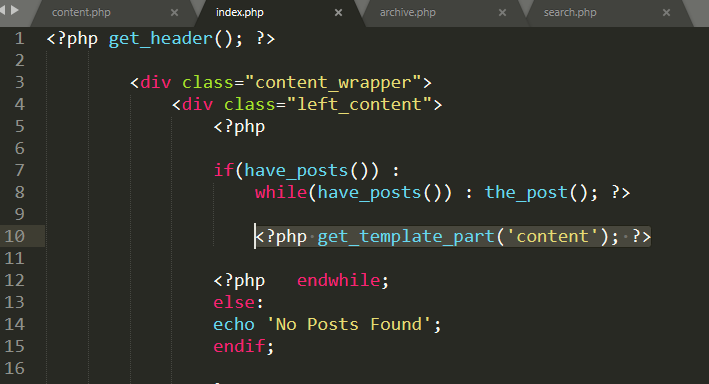 content.php × index.php × archive.php × search.php ×
1 <?php get_header(); ?>
2
3 <div class="content_wrapper">
4 <div class="left_content">
5 <?php
6
7 if(have_posts()) :
8 while(have_posts()) : the_post(); ?>
9
10 <?php get_template_part('content'); ?>
11
12 <?php endwhile;
13 else:
14 echo 'No Posts Found';
15 endif;
16